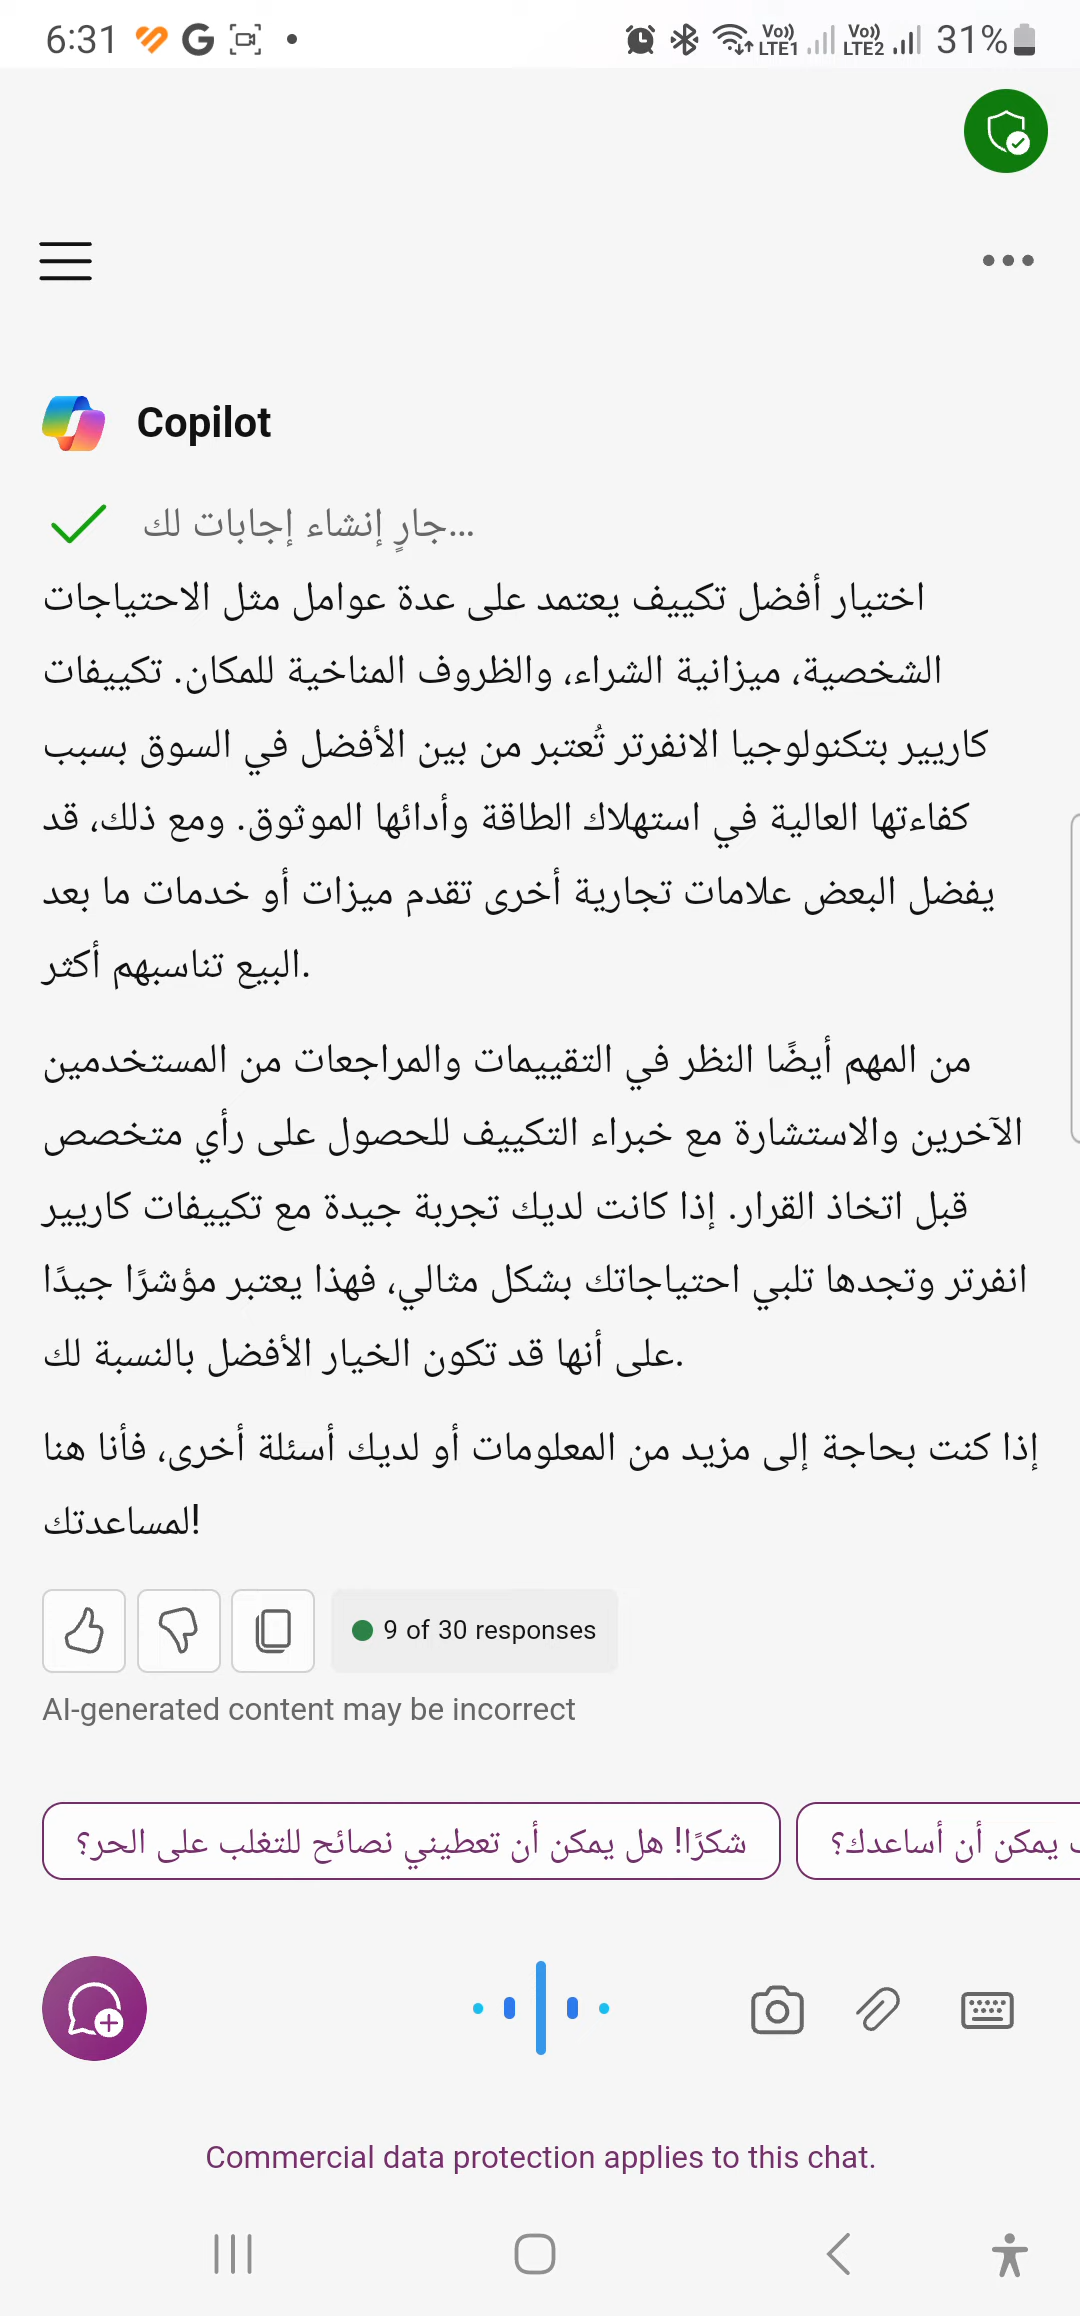 6:31
Vo)) LTE1 Vo)) LTE2 31%
Copilot
جارٍ إنشاء إجابات لك...
اختيار أفضل تكييف يعتمد على عدة عوامل مثل الاحتياجات
الشخصية، ميزانية الشراء، والظروف المناخية للمكان. تكييفات
كاريير بتكنولوجيا الانفرتر تُعتبر من بين الأفضل في السوق بسبب
كفاءتها العالية في استهلاك الطاقة وأدائها الموثوق. ومع ذلك، قد
يفضل البعض علامات تجارية أخرى تقدم ميزات أو خدمات ما بعد
البيع تناسبهم أكثر.
من المهم أيضًا النظر في التقييمات والمراجعات من المستخدمين
الآخرين والاستشارة مع خبراء التكييف للحصول على رأي متخصص
قبل اتخاذ القرار. إذا كانت لديك تجربة جيدة مع تكييفات كاريير
انفرتر وتجدها تلبي احتياجاتك بشكل مثالي، فهذا يعتبر مؤشرًا جيدًا
على أنها قد تكون الخيار الأفضل بالنسبة لك.
إذا كنت بحاجة إلى مزيد من المعلومات أو لديك أسئلة أخرى، فأنا هنا
لمساعدتك!
9 of 30 responses
AI-generated content may be incorrect
شكرًا! هل يمكن أن تعطيني نصائح للتغلب على الحر؟
يمكن أن أساعدك؟
Commercial data protection applies to this chat.